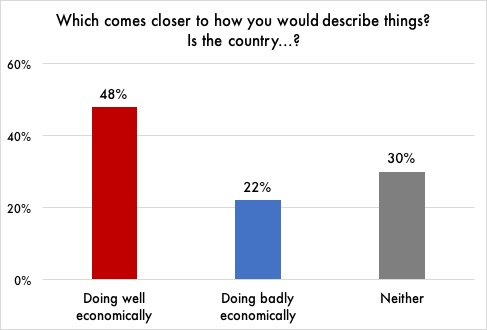 Which comes closer to how you would describe things?
Is the country…?
60%
40%
20%
0%
48%
22%
30%
Doing well
economically
Doing badly
economically
Neither